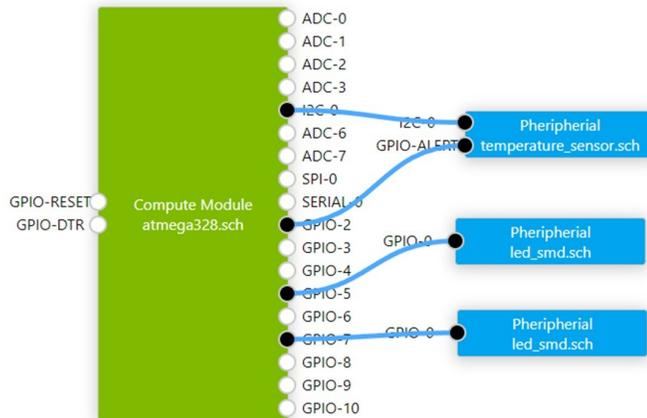 ADC-0
ADC-1
ADC-2
ADC-3
I2C-0
ADC-6
ADC-7
SPI-0
SERIAL-0
GPIO-2
GPIO-3
GPIO-4
GPIO-5
GPIO-6
GPIO-7
GPIO-8
GPIO-9
GPIO-10
GPIO-RESET
GPIO-DTR
Compute Module
atmega328.sch
I2C-0
GPIO-ALERT
Pheripherial
temperature_sensor.sch
GPIO-0
Pheripherial
led_smd.sch
GPIO-0
Pheripherial
led_smd.sch